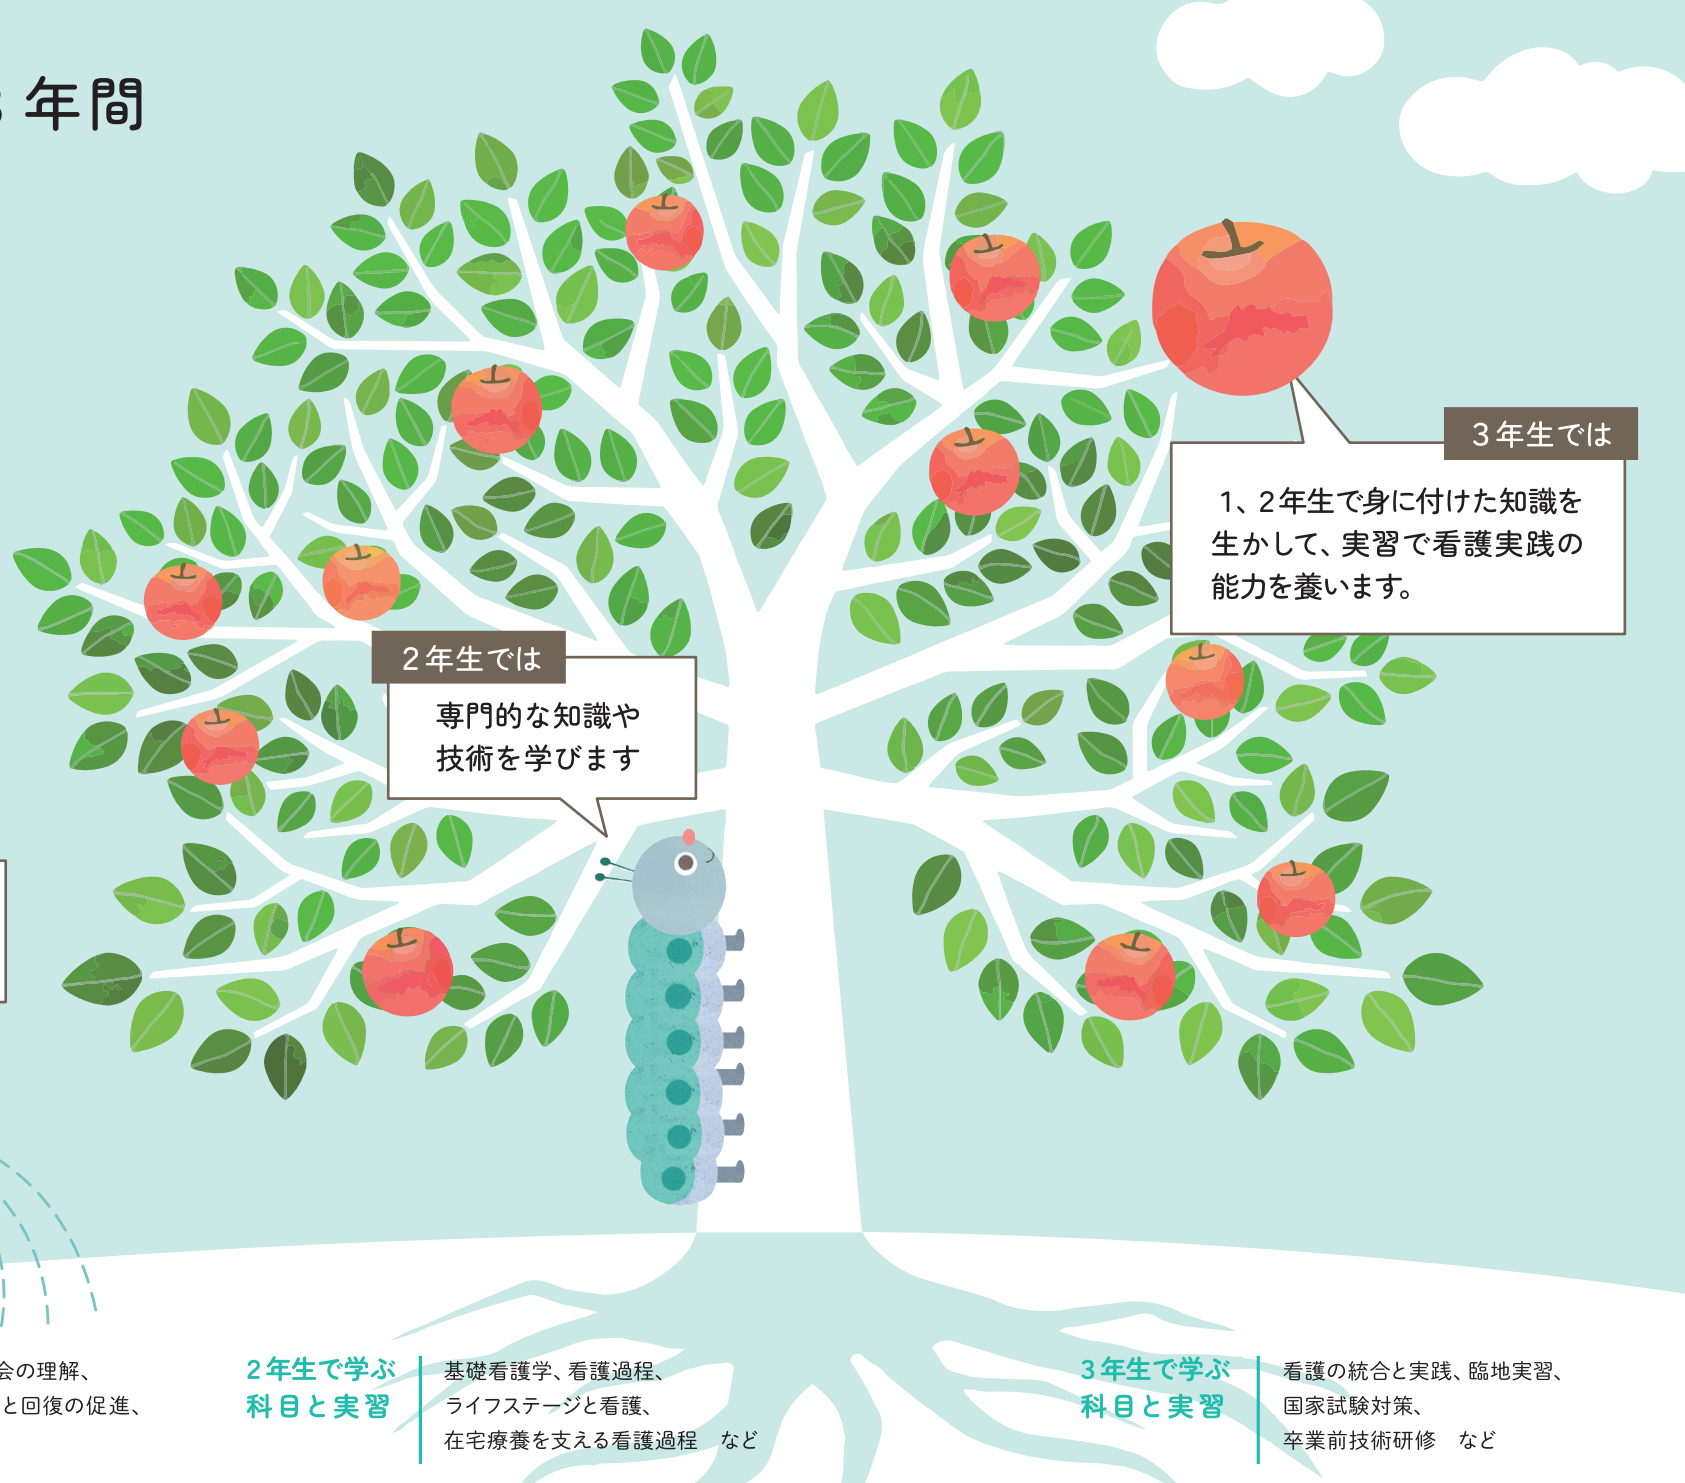 年間
3年生では
1、2年生で身に付けた知識を
生かして、実習で看護実践の
能力を養います。
2年生では
専門的な知識や
技術を学びます
会の理解、
と回復の促進、
2年生で学ぶ
科目と実習
基礎看護学、看護過程、
ライフステージと看護、
在宅療養を支える看護過程　など
3年生で学ぶ
科目と実習
看護の統合と実践、臨地実習、
国家試験対策、
卒業前技術研修　など